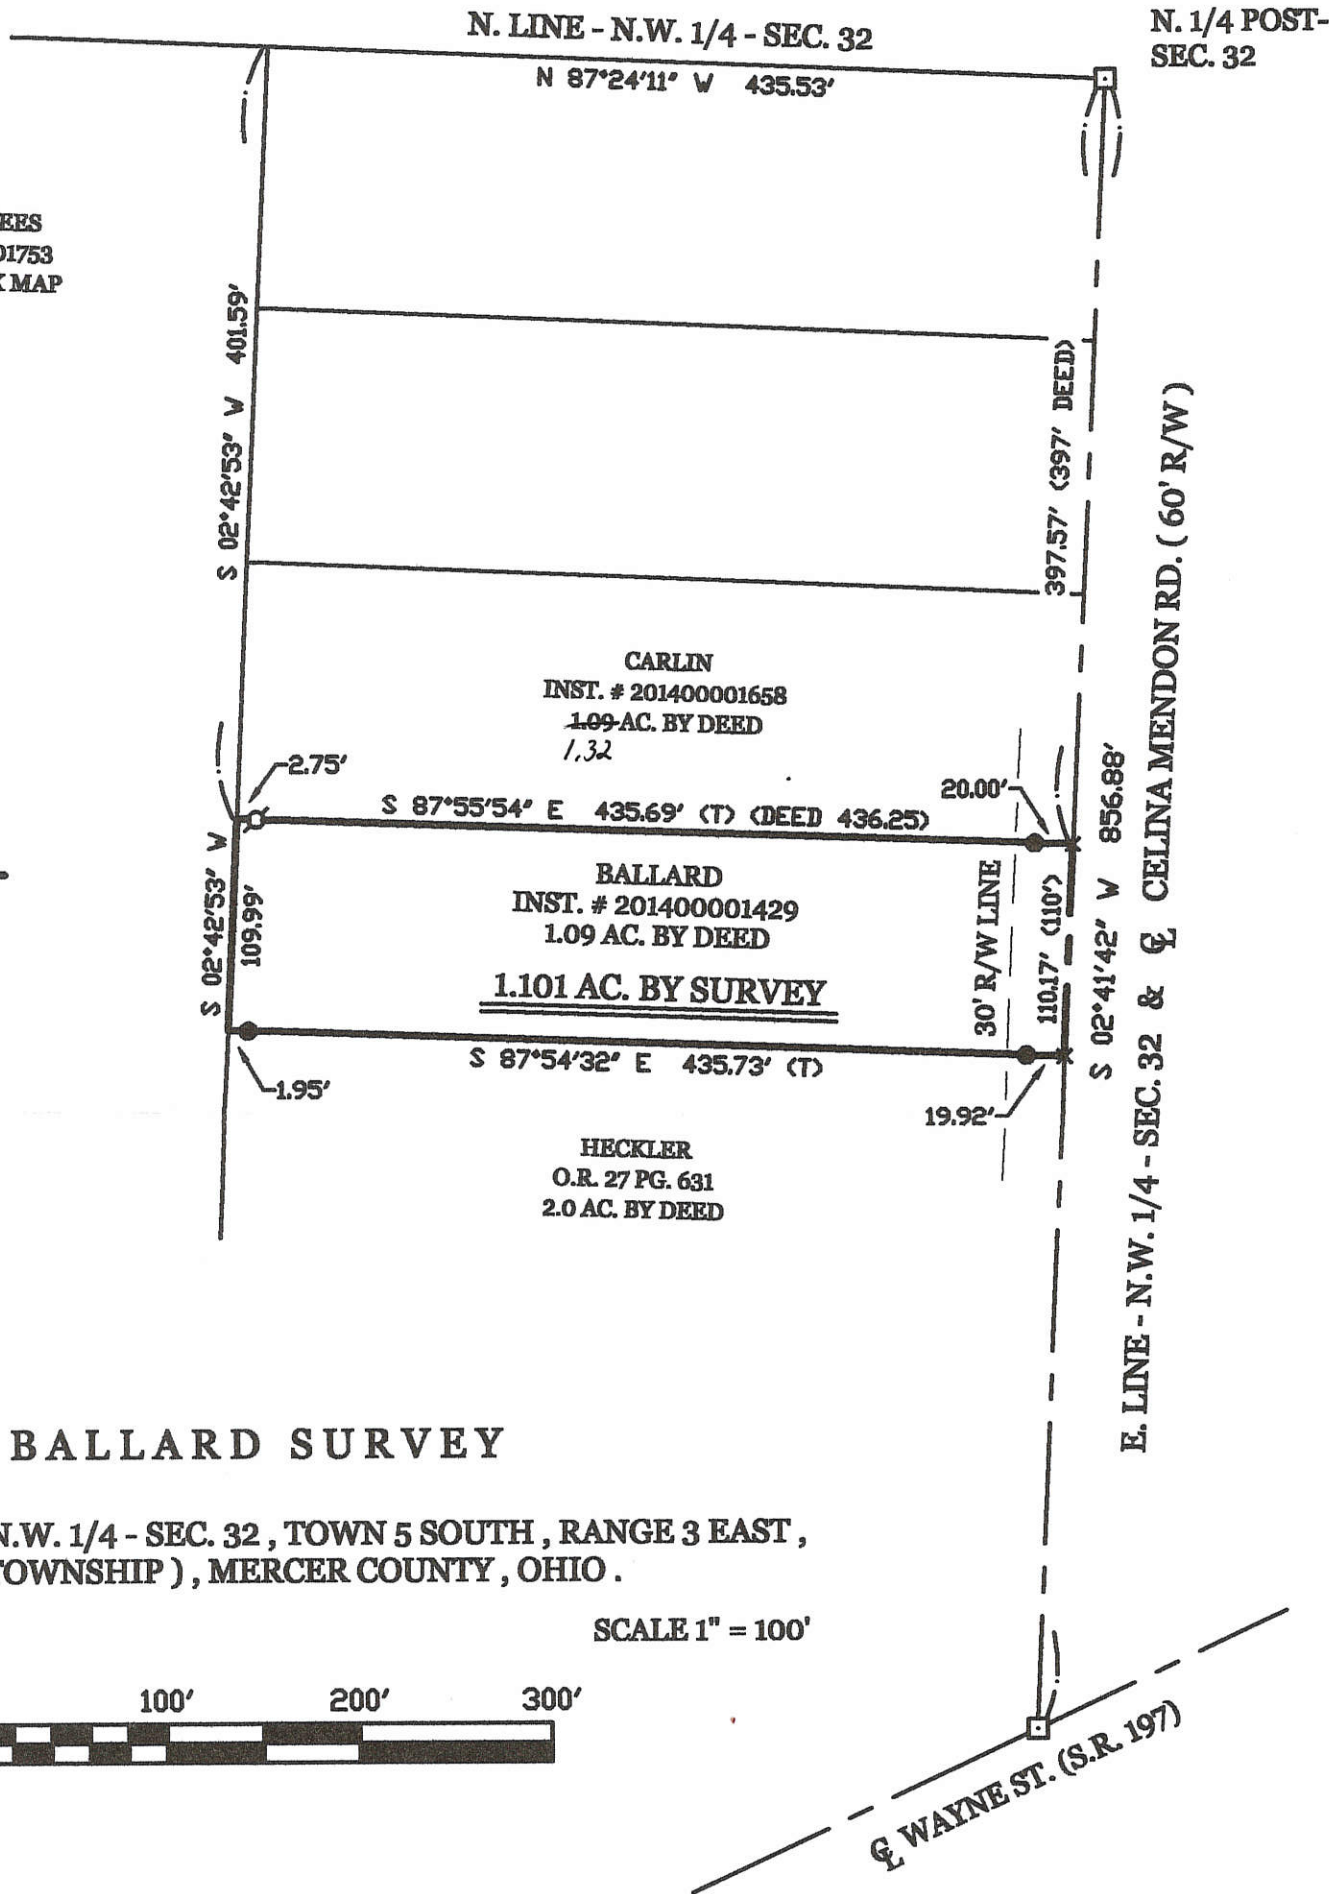 N. LINE - N.W. 1/4 - SEC. 32
N. 1/4 POST-
SEC. 32
N 87°24'11" W 435.53'
EES
01753
MAP
S 02°42'53" W 401.59'
397.57' (397' DEED)
CARLIN
INST. # 201400001658
1.09 AC. BY DEED
1.32
2.75'
20.00'
S 87°55'54" E 435.69' (T) (DEED 436.25)
BALLARD
INST. # 201400001429
1.09 AC. BY DEED
1.101 AC. BY SURVEY
S 02°42'53" W
109.99'
30' R/W LINE
110.17' (110')
S 02°41'42" W 856.88'
E. LINE - N.W. 1/4 - SEC. 32 & ℄ CELINA MENDON RD. ( 60' R/W )
S 87°54'32" E 435.73' (T)
1.95'
19.92'
HECKLER
O.R. 27 PG. 631
2.0 AC. BY DEED
BALLARD SURVEY
N.W. 1/4 - SEC. 32 , TOWN 5 SOUTH , RANGE 3 EAST ,
TOWNSHIP ) , MERCER COUNTY , OHIO .
SCALE 1" = 100'
100' 200' 300'
℄ WAYNE ST. (S.R. 197)